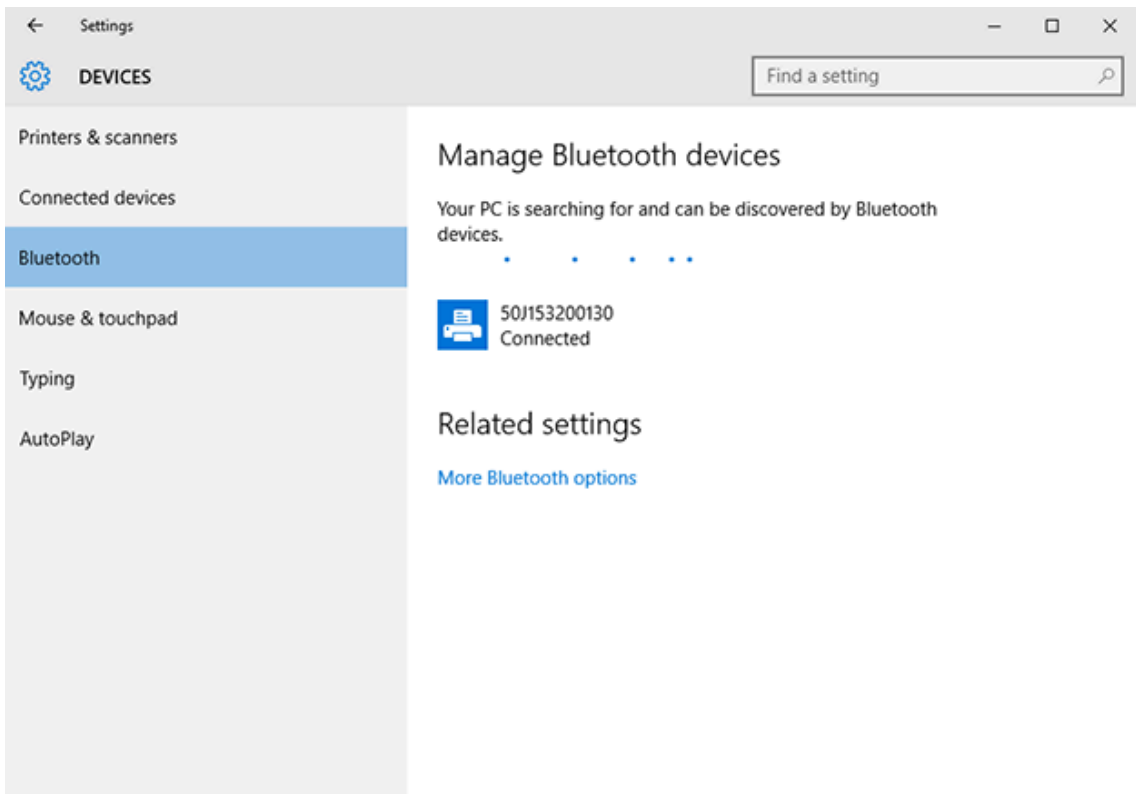 Settings
DEVICES
Find a setting
Printers & scanners
Connected devices
Bluetooth
Mouse & touchpad
Typing
AutoPlay
Manage Bluetooth devices
Your PC is searching for and can be discovered by Bluetooth
devices.
50J153200130
Connected
Related settings
More Bluetooth options